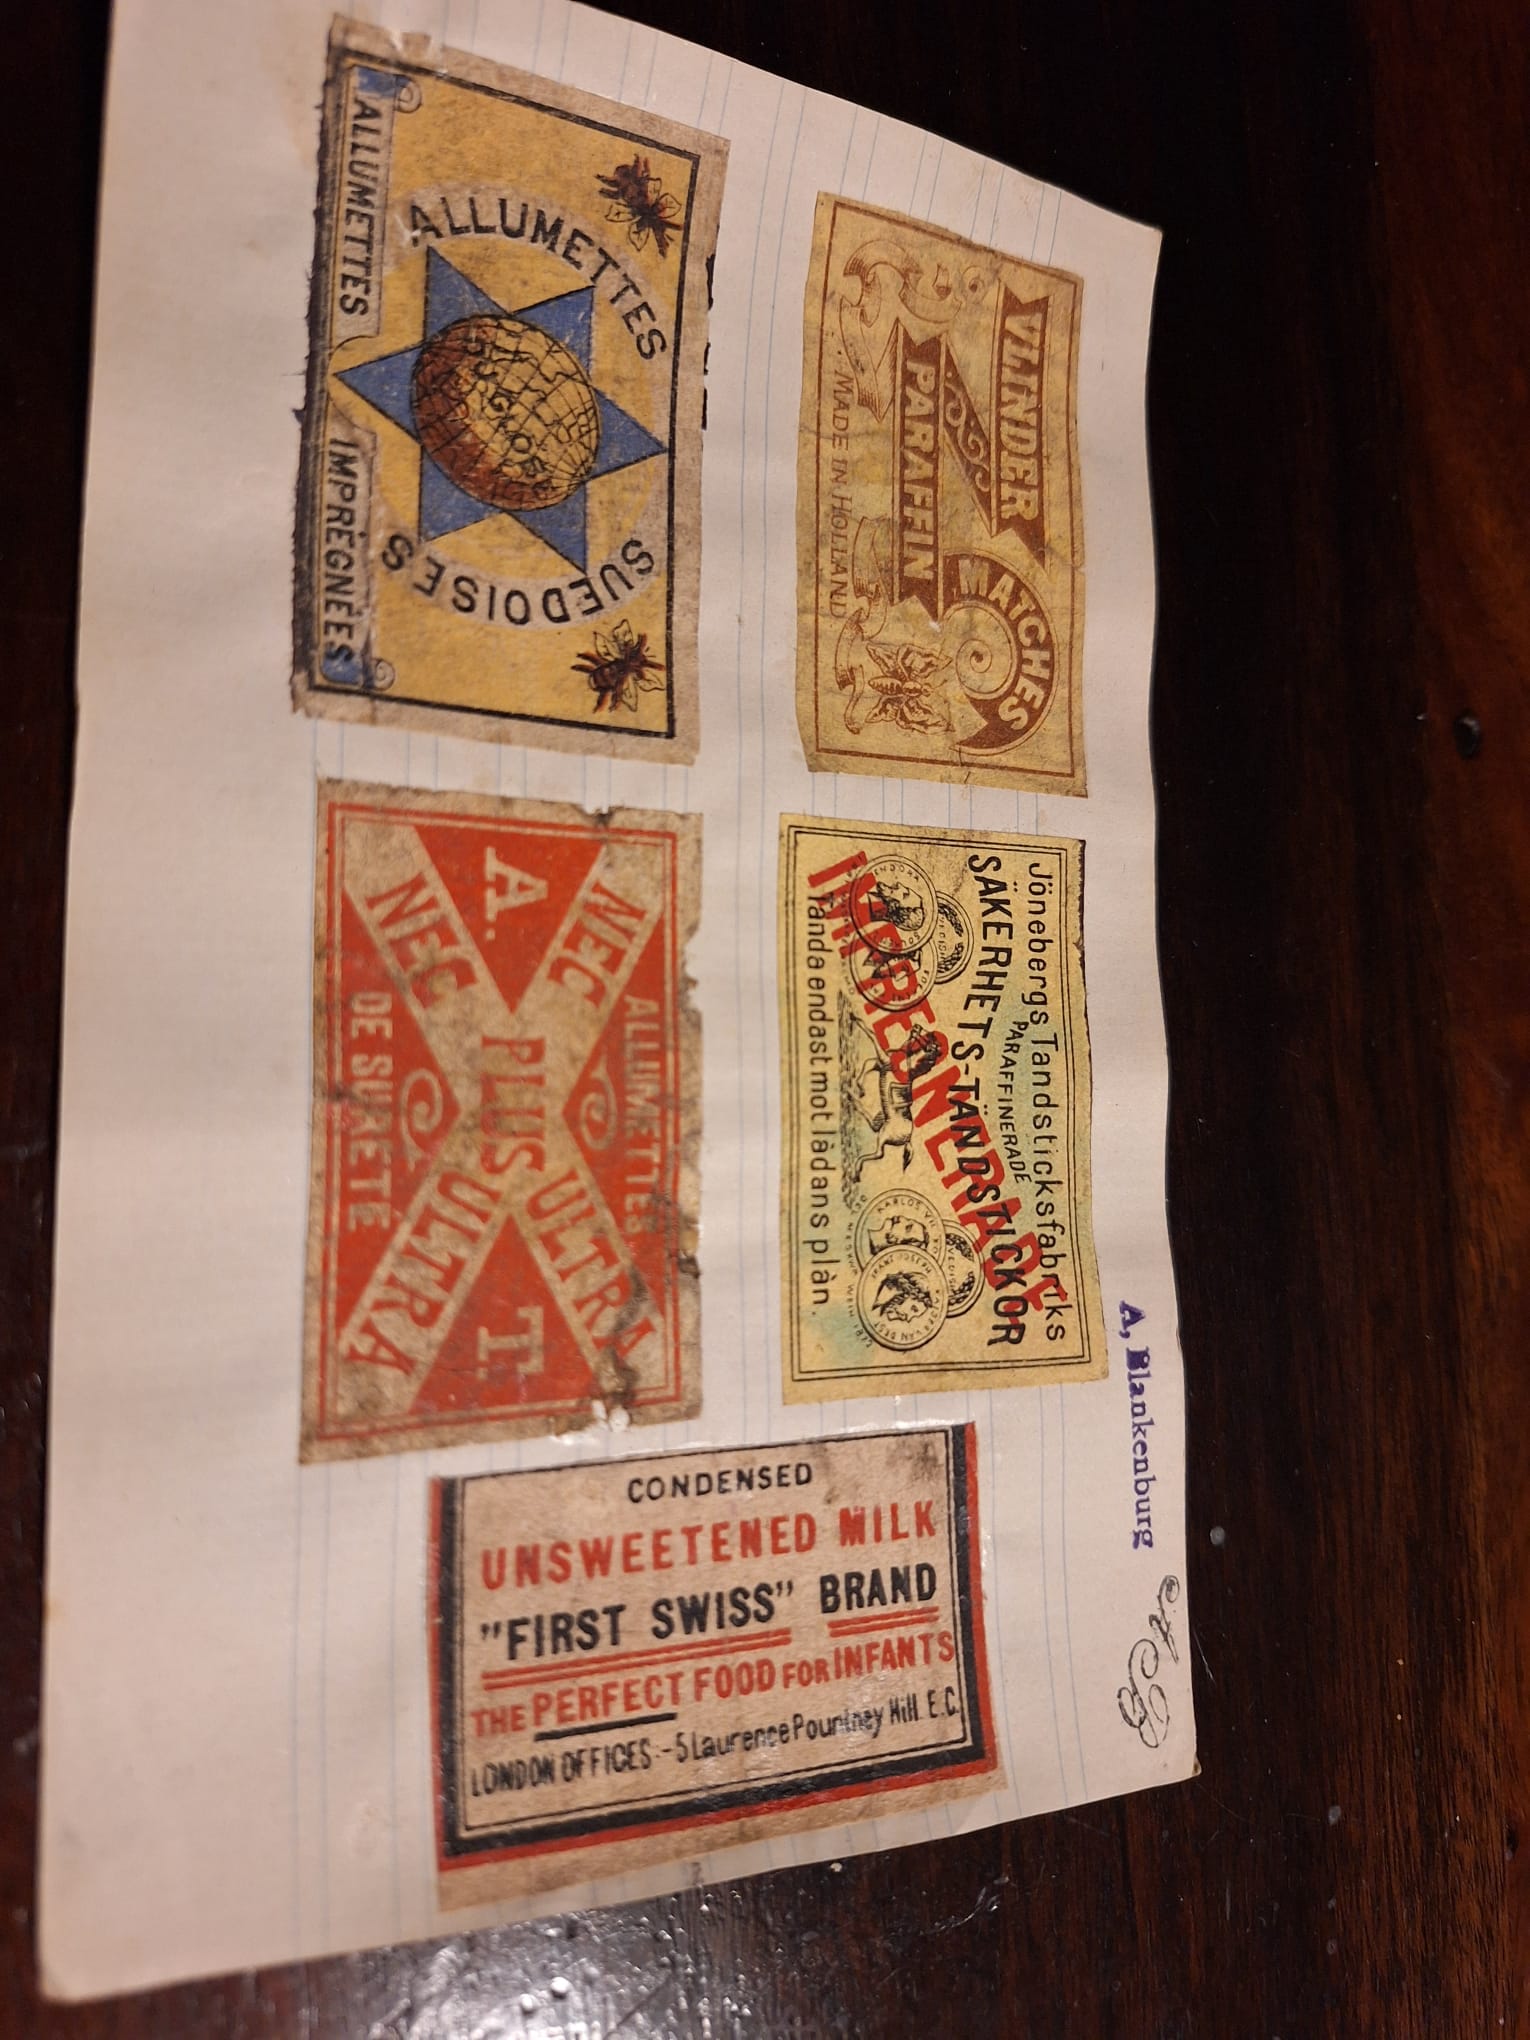 A, Blankenburg
VLINDER
PARAFFIN
MATCHES
MADE IN HOLLAND
Jönebergs Tandsticksfabriks
PARAFFINERADE
SÄKERHETS-TÄNDSTICKOR
IMPREGNERADE
Tända endast mot lådans plån.
ALLUMETTES
SUEDOISES
ALLUMETTES
IMPRÉGNÉES
ALLUMETTES
NEC
ULTRA
A.
PLUS
T.
NEC
ULTRA
DE SURETÉ
CONDENSED
UNSWEETENED MILK
"FIRST SWISS" BRAND
THE PERFECT FOOD FOR INFANTS
LONDON OFFICES:-5 Laurence Pountney Hill. E.C.